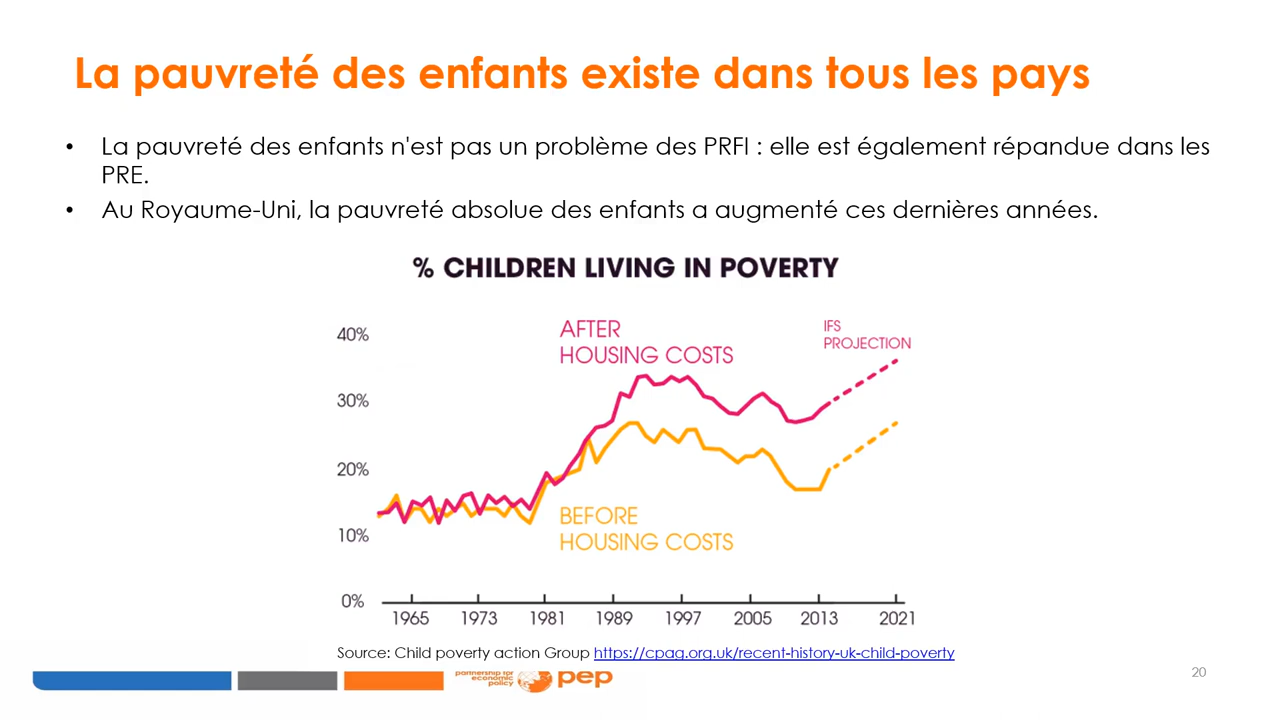 La pauvreté des enfants existe dans tous les pays
• La pauvreté des enfants n'est pas un problème des PRFI : elle est également répandue dans les
PRE.
• Au Royaume-Uni, la pauvreté absolue des enfants a augmenté ces dernières années.
% CHILDREN LIVING IN POVERTY
AFTER
HOUSING COSTS
IFS
PROJECTION
40%
30%
20%
10%
0%
BEFORE
HOUSING COSTS
1965 1973 1981 1989 1997 2005 2013 2021
Source: Child poverty action Group https://cpag.org.uk/recent-history-uk-child-poverty
partnership for
economic
policy
pep
20